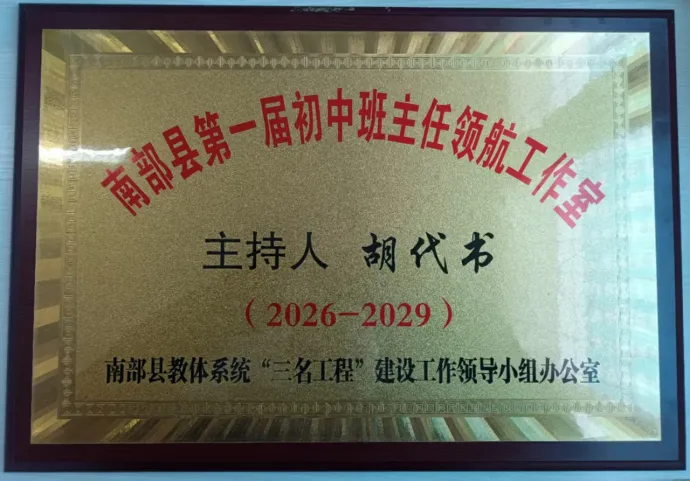 南部县第一届初中班主任领航工作室
主持人 胡代书
（2026-2029）
南部县教体系统“三名工程”建设工作领导小组办公室